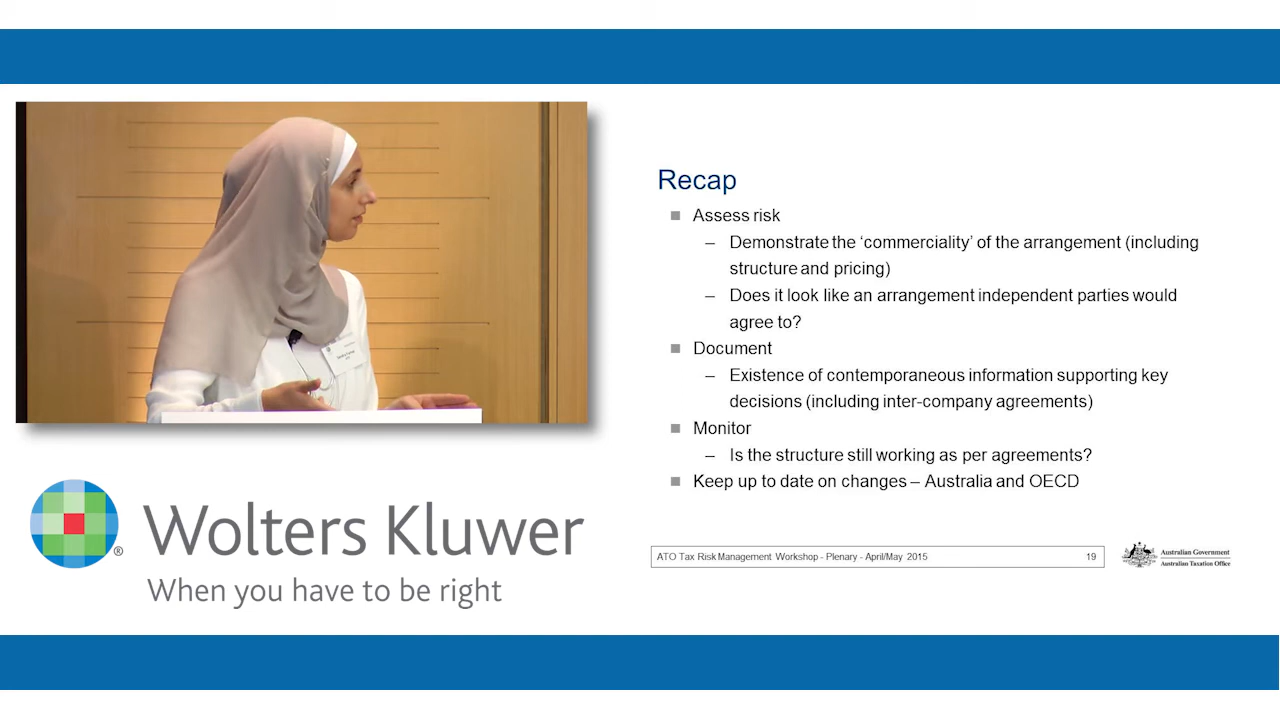 Recap
Assess risk
– Demonstrate the ‘commerciality’ of the arrangement (including
structure and pricing)
– Does it look like an arrangement independent parties would
agree to?
Document
– Existence of contemporaneous information supporting key
decisions (including inter-company agreements)
Monitor
– Is the structure still working as per agreements?
Keep up to date on changes – Australia and OECD
ATO Tax Risk Management Workshop - Plenary - April/May 2015 19
Australian Government
Australian Taxation Office
® Wolters Kluwer
When you have to be right